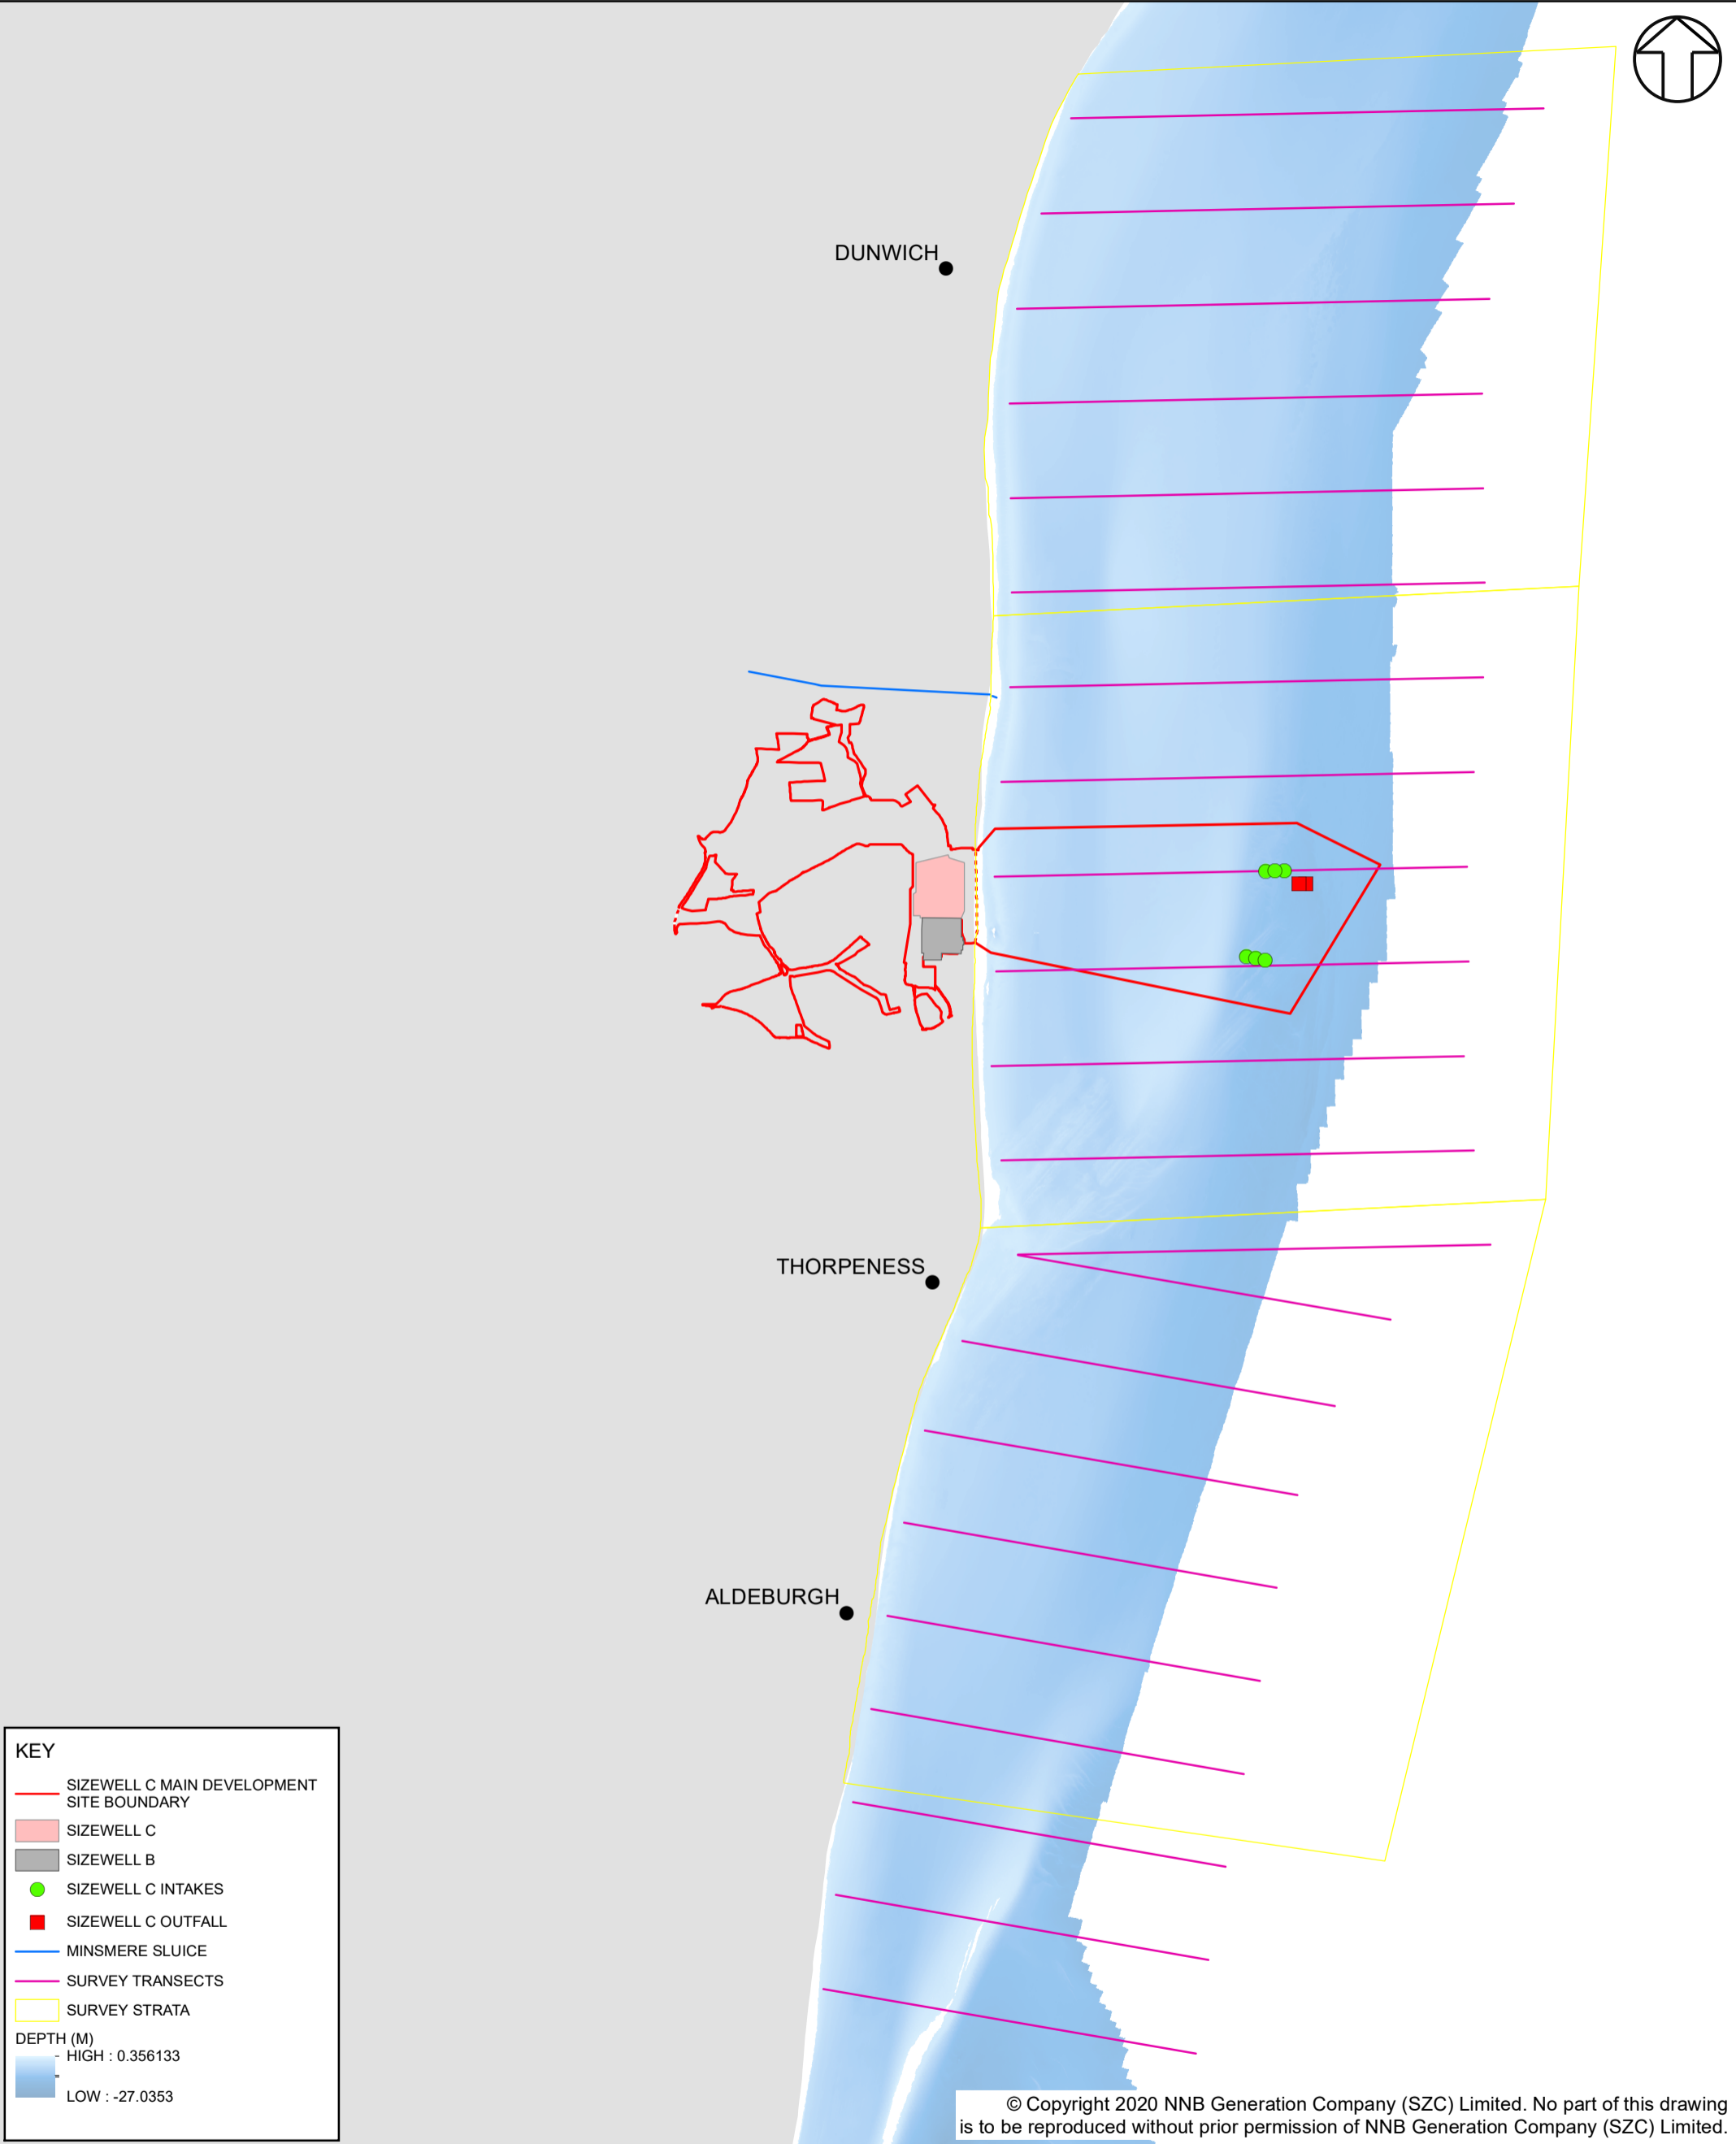 DUNWICH
THORPENESS
ALDEBURGH
KEY
SIZEWELL C MAIN DEVELOPMENT
SITE BOUNDARY
SIZEWELL C
SIZEWELL B
SIZEWELL C INTAKES
SIZEWELL C OUTFALL
MINSMERE SLUICE
SURVEY TRANSECTS
SURVEY STRATA
DEPTH (M)
HIGH : 0.356133
LOW : -27.0353
© Copyright 2020 NNB Generation Company (SZC) Limited. No part of this drawing
is to be reproduced without prior permission of NNB Generation Company (SZC) Limited.